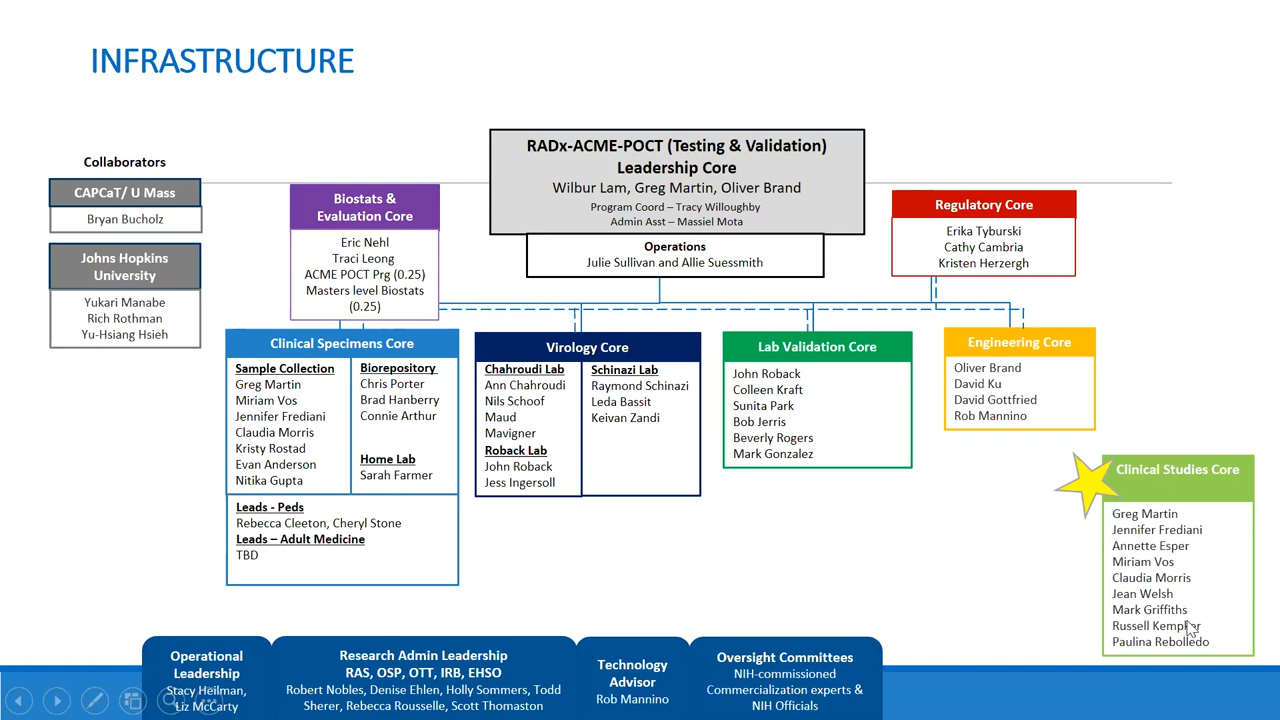 INFRASTRUCTURE
Collaborators
CAPCaT/ U Mass
Bryan Bucholz
Johns Hopkins
University
Yukari Manabe
Rich Rothman
Yu-Hsiang Hsieh
Biostats &
Evaluation Core
Eric Nehl
Traci Leong
ACME POCT Prg (0.25)
Masters level Biostats
(0.25)
RADx-ACME-POCT (Testing & Validation)
Leadership Core
Wilbur Lam, Greg Martin, Oliver Brand
Program Coord – Tracy Willoughby
Admin Asst – Massiel Mota
Operations
Julie Sullivan and Allie Suessmith
Regulatory Core
Erika Tyburski
Cathy Cambria
Kristen Herzergh
Clinical Specimens Core
Sample Collection
Greg Martin
Miriam Vos
Jennifer Frediani
Claudia Morris
Kristy Rostad
Evan Anderson
Nitika Gupta
Biorepository
Chris Porter
Brad Hanberry
Connie Arthur
Home Lab
Sarah Farmer
Leads - Peds
Rebecca Cleeton, Cheryl Stone
Leads – Adult Medicine
TBD
Virology Core
Chahroudi Lab
Ann Chahroudi
Nils Schoof
Maud
Mavigner
Roback Lab
John Roback
Jess Ingersoll
Schinazi Lab
Raymond Schinazi
Leda Bassit
Keivan Zandi
Lab Validation Core
John Roback
Colleen Kraft
Sunita Park
Bob Jerris
Beverly Rogers
Mark Gonzalez
Engineering Core
Oliver Brand
David Ku
David Gottfried
Rob Mannino
Clinical Studies Core
Greg Martin
Jennifer Frediani
Annette Esper
Miriam Vos
Claudia Morris
Jean Welsh
Mark Griffiths
Russell Kempker
Paulina Rebolledo
Operational
Leadership
Stacy Heilman,
Liz McCarty
Research Admin Leadership
RAS, OSP, OTT, IRB, EHSO
Robert Nobles, Denise Ehlen, Holly Sommers, Todd
Sherer, Rebecca Rousselle, Scott Thomaston
Technology
Advisor
Rob Mannino
Oversight Committees
NIH-commissioned
Commercialization experts &
NIH Officials